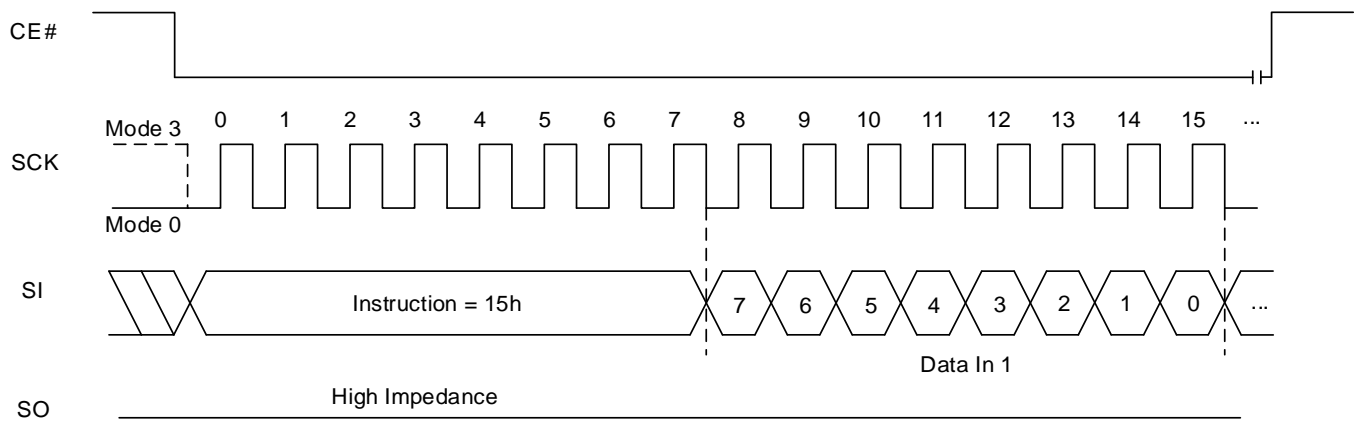 CE#
Mode 3
0 1 2 3 4 5 6 7 8 9 10 11 12 13 14 15 ...
SCK
Mode 0
SI
Instruction = 15h
7 6 5 4 3 2 1 0 ...
Data In 1
High Impedance
SO